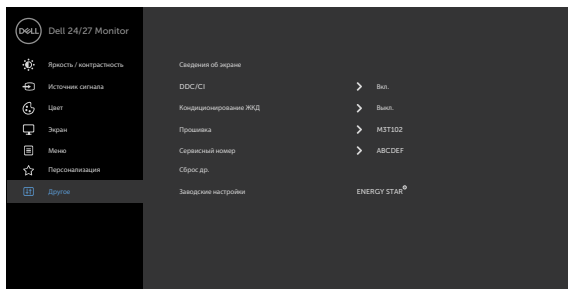 DELL Dell 24/27 Monitor
Яркость / контрастность Сведения об экране
Источник сигнала DDC/CI Вкл.
Цвет Кондиционирование ЖКД Выкл.
Экран Прошивка M3T102
Меню Сервисный номер ABCDEF
Персонализация Сброс др.
Другое Заводские настройки ENERGY STAR®